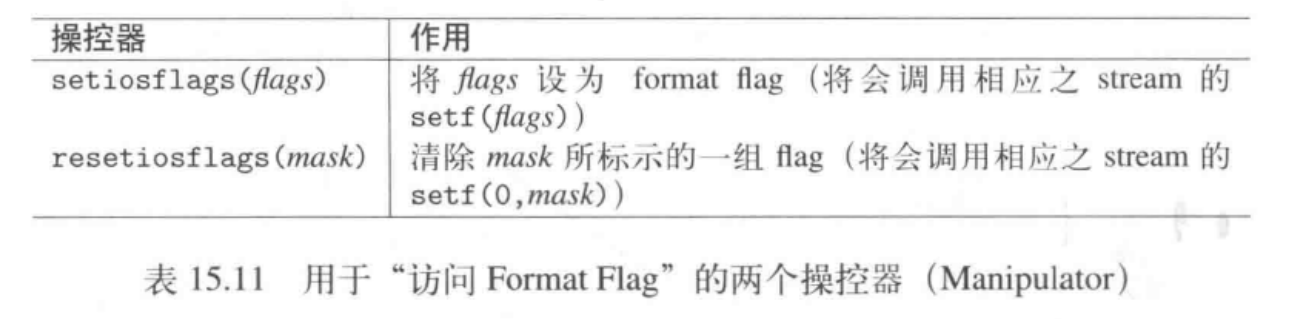 操控器 作用
setiosflags(flags) 将 flags 设为 format flag（将会调用相应之 stream 的
setf(flags)）
resetiosflags(mask) 清除 mask 所标示的一组 flag（将会调用相应之 stream 的
setf(0,mask)）
表 15.11 用于“访问 Format Flag”的两个操控器（Manipulator）